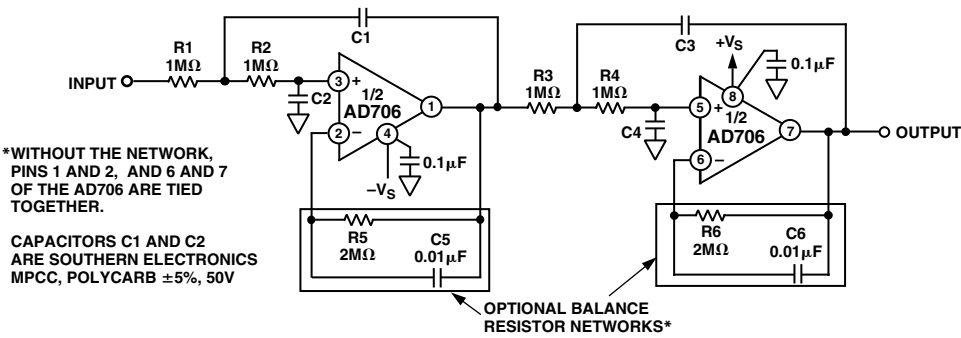 C1
R1
1MΩ
R2
1MΩ
INPUT
C2
3
+
1/2
AD706
1
2
−
4
0.1μF
−VS
C3
+VS
0.1μF
R3
1MΩ
R4
1MΩ
C4
8
5
+
1/2
AD706
7
6
−
OUTPUT
*WITHOUT THE NETWORK,
PINS 1 AND 2, AND 6 AND 7
OF THE AD706 ARE TIED
TOGETHER.
CAPACITORS C1 AND C2
ARE SOUTHERN ELECTRONICS
MPCC, POLYCARB ±5%, 50V
R5
2MΩ
C5
0.01μF
R6
2MΩ
C6
0.01μF
OPTIONAL BALANCE
RESISTOR NETWORKS*